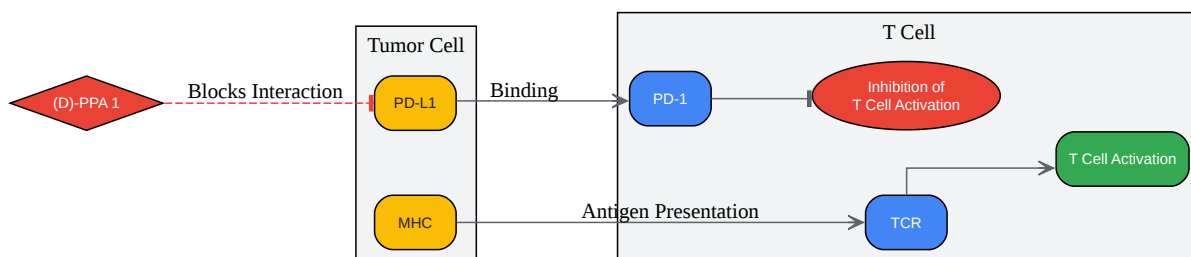 T Cell
Tumor Cell
Blocks Interaction
Binding
(D)-PPA 1
PD-L1
PD-1
Inhibition of
T Cell Activation
T Cell Activation
Antigen Presentation
MHC
TCR